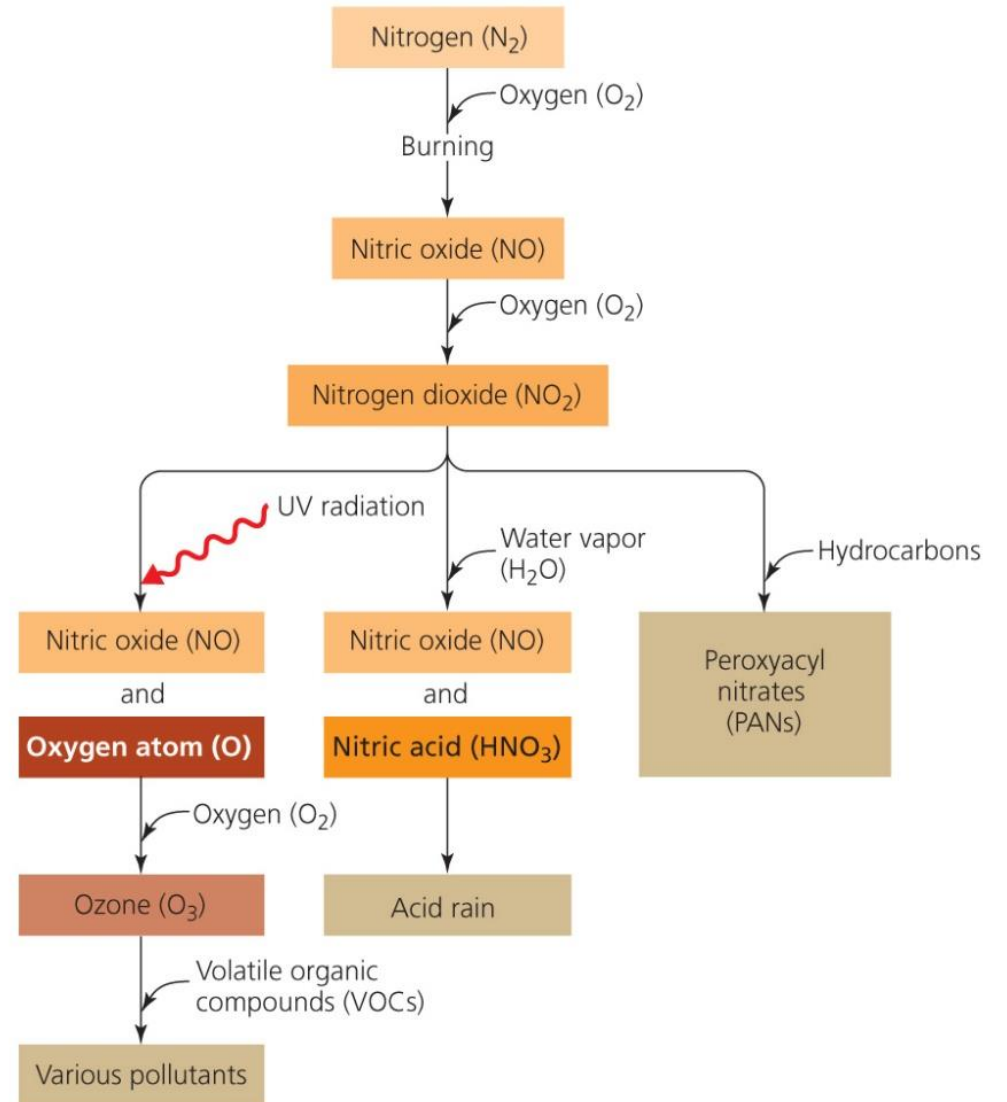 Nitrogen (N₂)
Oxygen (O₂)
Burning
Nitric oxide (NO)
Oxygen (O₂)
Nitrogen dioxide (NO₂)
UV radiation
Water vapor
(H₂O)
Hydrocarbons
Nitric oxide (NO)
and
Oxygen atom (O)
Oxygen (O₂)
Ozone (O₃)
Volatile organic
compounds (VOCs)
Various pollutants
Nitric oxide (NO)
and
Nitric acid (HNO₃)
Acid rain
Peroxyacyl
nitrates
(PANs)